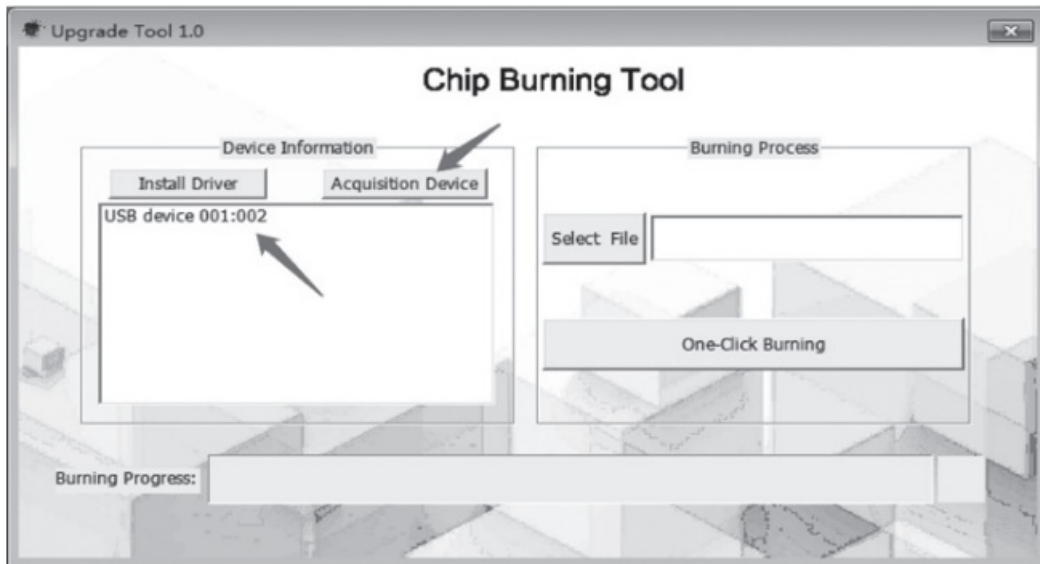 Upgrade Tool 1.0
Chip Burning Tool
Device Information
Install Driver
Acquisition Device
USB device 001:002
Burning Process
Select File
One-Click Burning
Burning Progress: